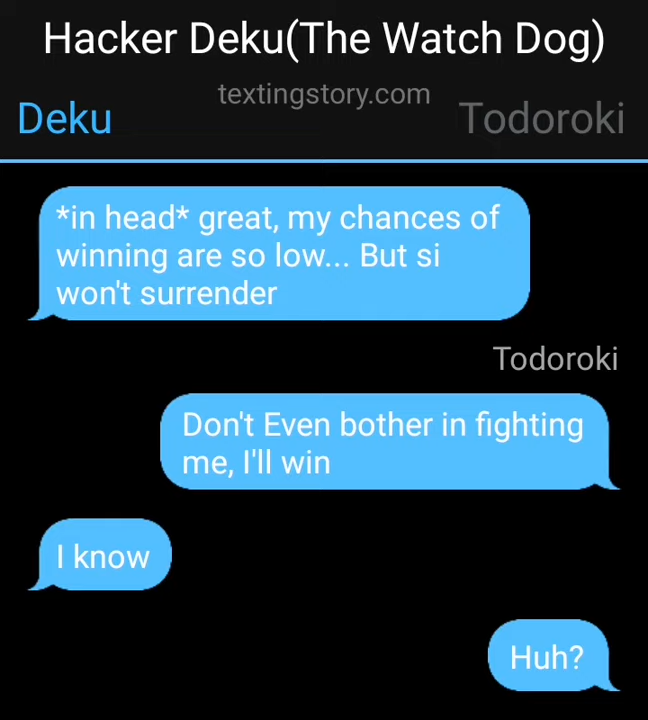 Hacker Deku(The Watch Dog)
textingstory.com
Deku
Todoroki
*in head* great, my chances of
winning are so low... But si
won't surrender
Todoroki
Don't Even bother in fighting
me, I'll win
I know
Huh?